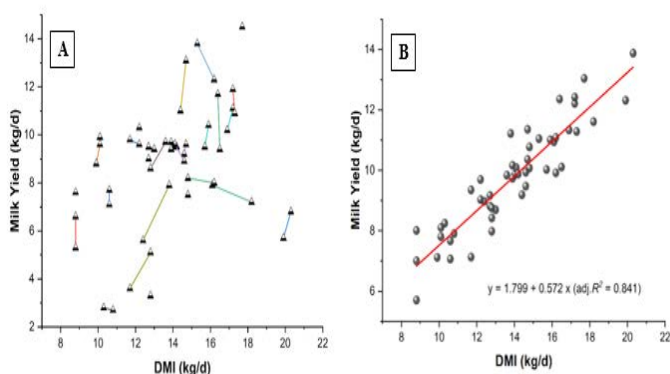 A
Milk Yield (kg/d)
14
12
10
8
6
4
2
8 10 12 14 16 18 20 22
DMI (kg/d)
B
Milk Yield (kg/d)
14
12
10
8
6
y = 1.799 + 0.572 x (adj.R² = 0.841)
6 8 10 12 14 16 18 20 22
DMI (kg/d)